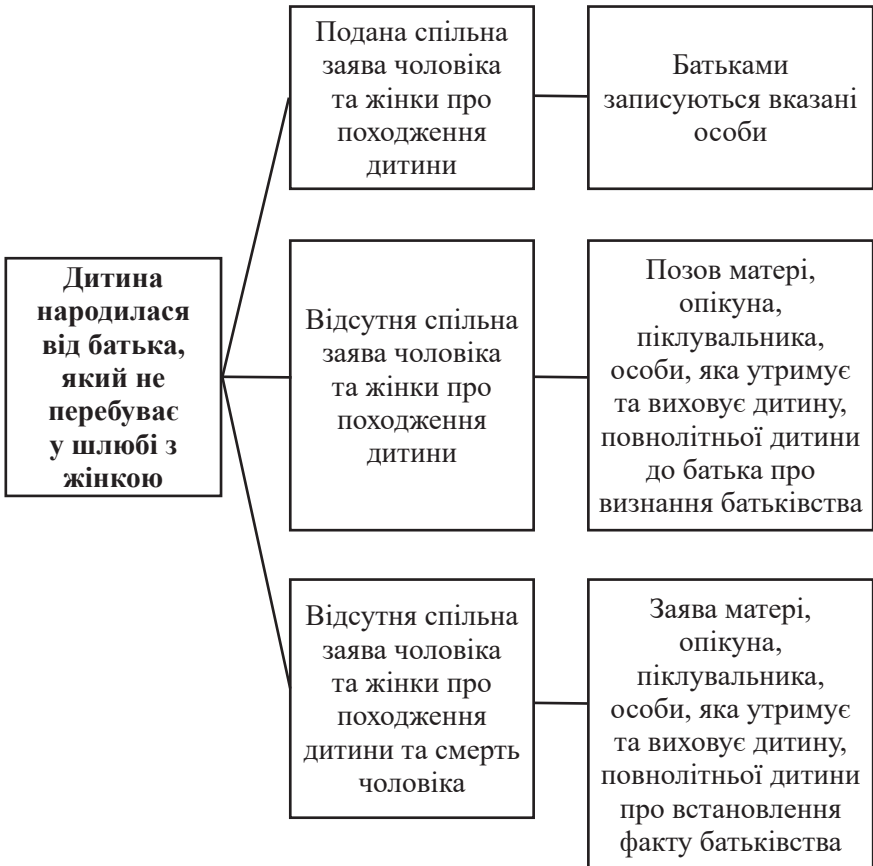 Подана спільна
заява чоловіка
та жінки про
походження
дитини
Батьками
записуються вказані
особи
Дитина
народилася
від батька,
який не
перебуває
у шлюбі з
жінкою
Відсутня спільна
заява чоловіка
та жінки про
походження
дитини
Позов матері,
опікуна,
піклувальника,
особи, яка утримує
та виховує дитину,
повнолітньої дитини
до батька про
визнання батьківства
Відсутня спільна
заява чоловіка
та жінки про
походження
дитини та смерть
чоловіка
Заява матері,
опікуна,
піклувальника,
особи, яка утримує
та виховує дитину,
повнолітньої дитини
про встановлення
факту батьківства